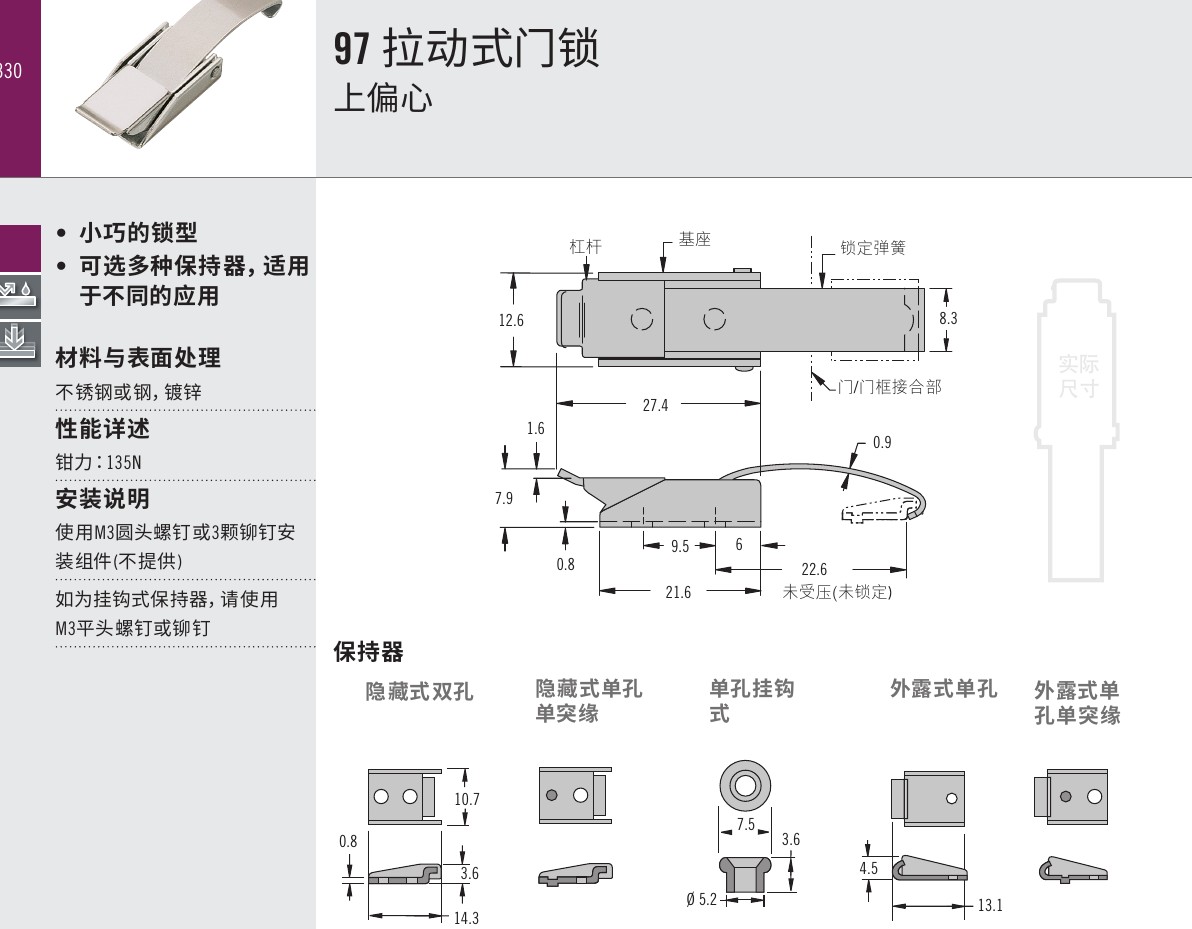 330
97 拉动式门锁
上偏心
• 小巧的锁型
• 可选多种保持器，适用
于不同的应用
材料与表面处理
不锈钢或钢，镀锌
性能详述
钳力：135N
安装说明
使用M3圆头螺钉或3颗铆钉安
装组件(不提供)
如为挂钩式保持器，请使用
M3平头螺钉或铆钉
杠杆
基座
锁定弹簧
12.6
8.3
门/门框接合部
27.4
实际
尺寸
1.6
0.9
7.9
9.5
6
0.8
22.6
21.6
未受压(未锁定)
保持器
隐藏式双孔
隐藏式单孔
单突缘
单孔挂钩
式
外露式单孔
外露式单
孔单突缘
10.7
0.8
3.6
14.3
7.5
3.6
Ø 5.2
4.5
13.1